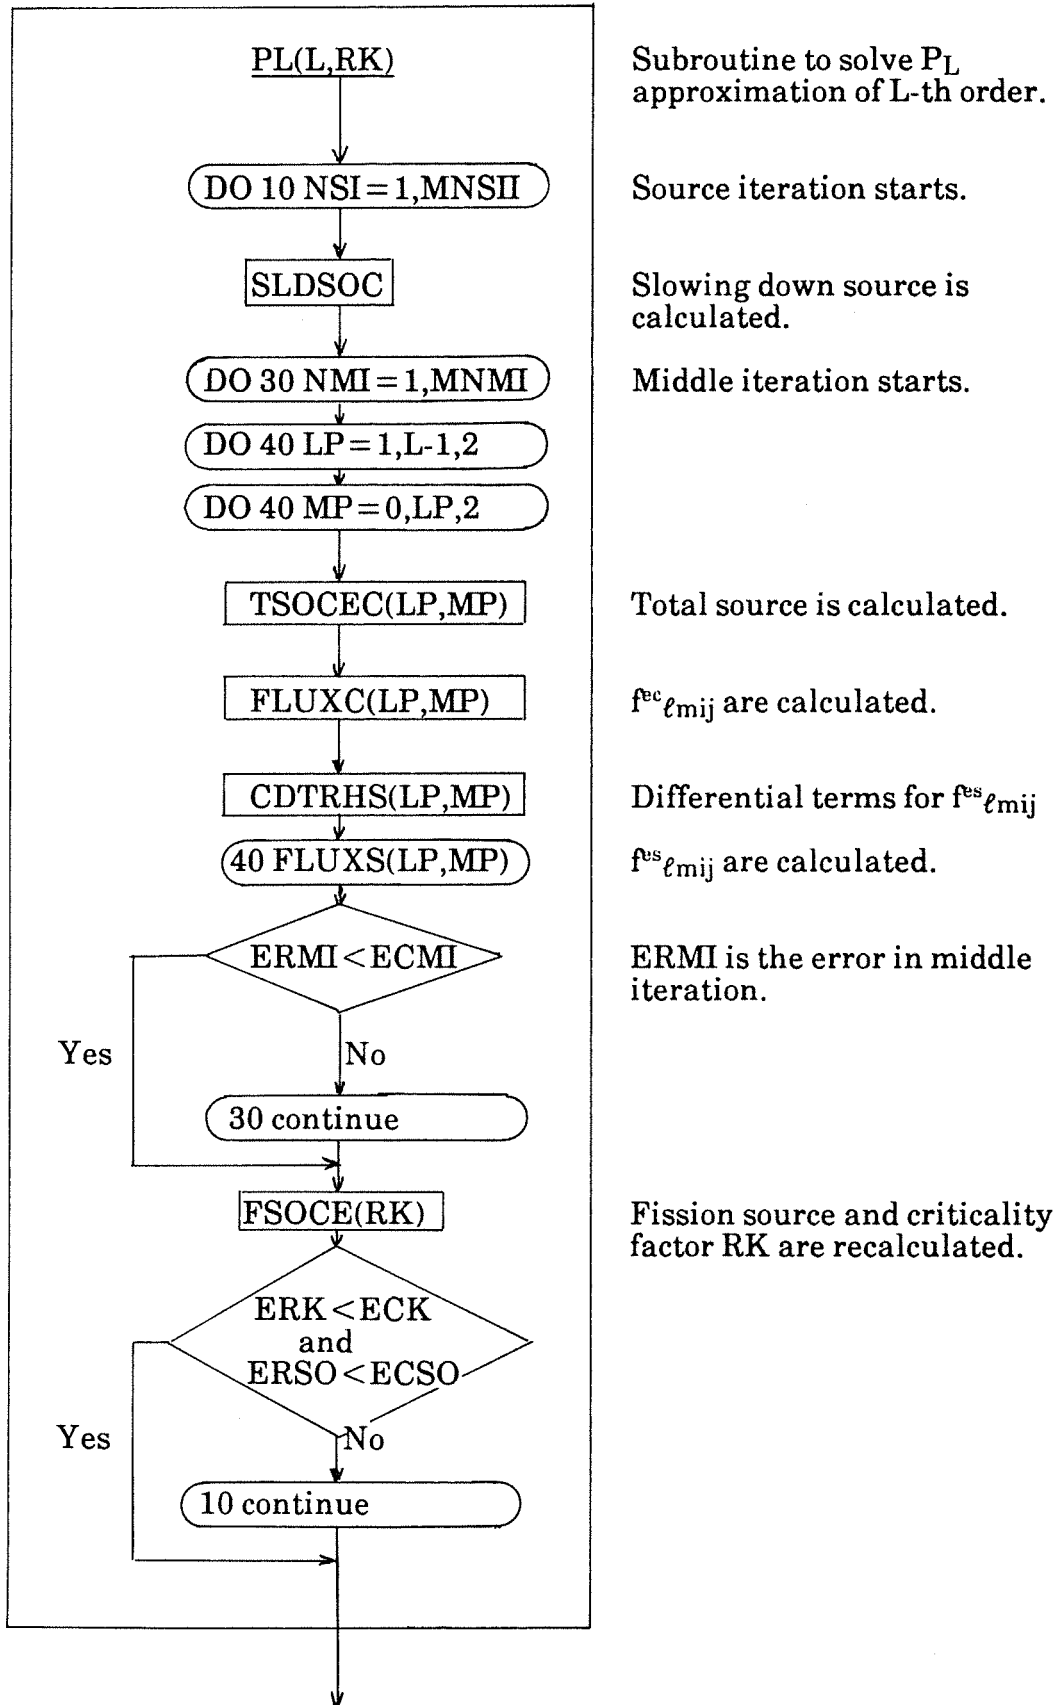 PL(L,RK)
Subroutine to solve PL
approximation of L-th order.
DO 10 NSI=1,MNSII
Source iteration starts.
SLDSOC
Slowing down source is
calculated.
DO 30 NMI=1,MNMI
Middle iteration starts.
DO 40 LP=1,L-1,2
DO 40 MP=0,LP,2
TSOCEC(LP,MP)
Total source is calculated.
FLUXC(LP,MP)
fᵉᶜℓmij are calculated.
CDTRHS(LP,MP)
Differential terms for fᵉˢℓmij
40 FLUXS(LP,MP)
fᵉˢℓmij are calculated.
ERMI<ECMI
ERMI is the error in middle
iteration.
Yes
No
30 continue
FSOCE(RK)
Fission source and criticality
factor RK are recalculated.
ERK<ECK
and
ERSO<ECSO
Yes
No
10 continue